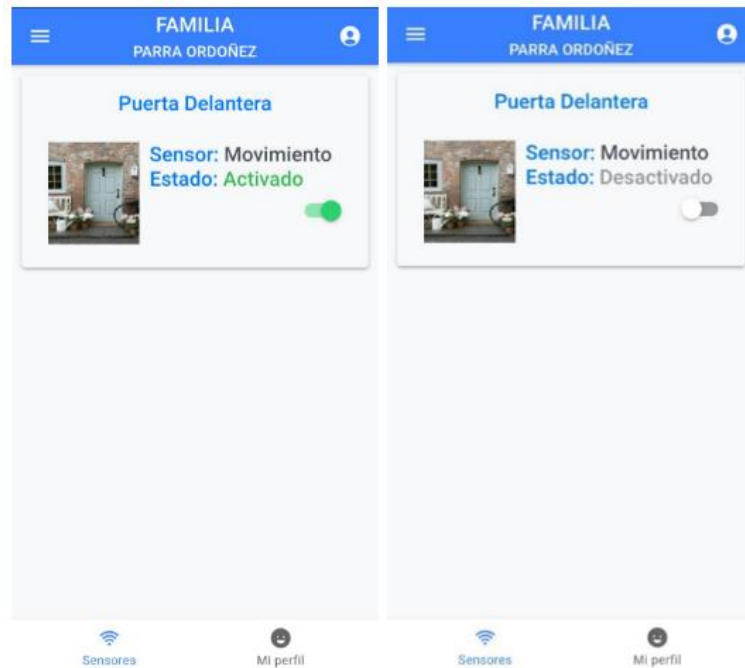 FAMILIA
PARRA ORDOÑEZ
Puerta Delantera
Sensor: Movimiento
Estado: Activado
Sensores
Mi perfil
FAMILIA
PARRA ORDOÑEZ
Puerta Delantera
Sensor: Movimiento
Estado: Desactivado
Sensores
Mi perfil